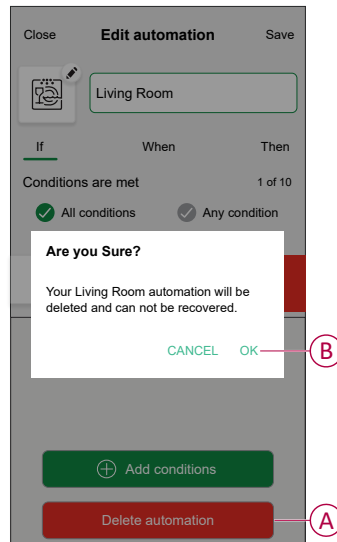 Close Edit automation Save
Living Room
If When Then
Conditions are met 1 of 10
All conditions Any condition
Are you Sure?
Your Living Room automation will be
deleted and can not be recovered.
CANCEL OK
B
Add conditions
Delete automation
A